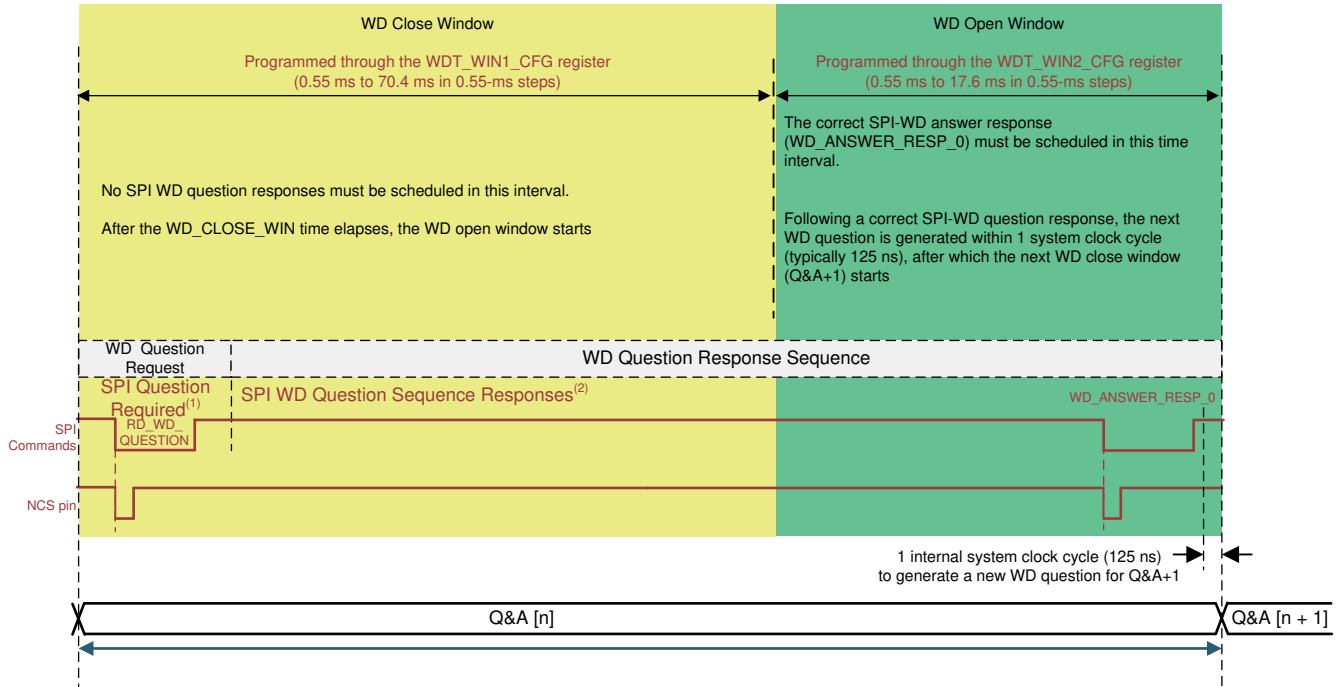 WD Close Window
WD Open Window
Programmed through the WDT_WIN1_CFG register
(0.55 ms to 70.4 ms in 0.55-ms steps)
Programmed through the WDT_WIN2_CFG register
(0.55 ms to 17.6 ms in 0.55-ms steps)
The correct SPI-WD answer response
(WD_ANSWER_RESP_0) must be scheduled in this time
interval.
No SPI WD question responses must be scheduled in this interval.
After the WD_CLOSE_WIN time elapses, the WD open window starts
Following a correct SPI-WD question response, the next
WD question is generated within 1 system clock cycle
(typically 125 ns), after which the next WD close window
(Q&A+1) starts
WD Question
Request
WD Question Response Sequence
SPI Question
Required(1)
SPI WD Question Sequence Responses(2)
WD_ANSWER_RESP_0
SPI
Commands
RD_WD_
QUESTION
NCS pin
1 internal system clock cycle (125 ns)
to generate a new WD question for Q&A+1
Q&A [n]
Q&A [n + 1]